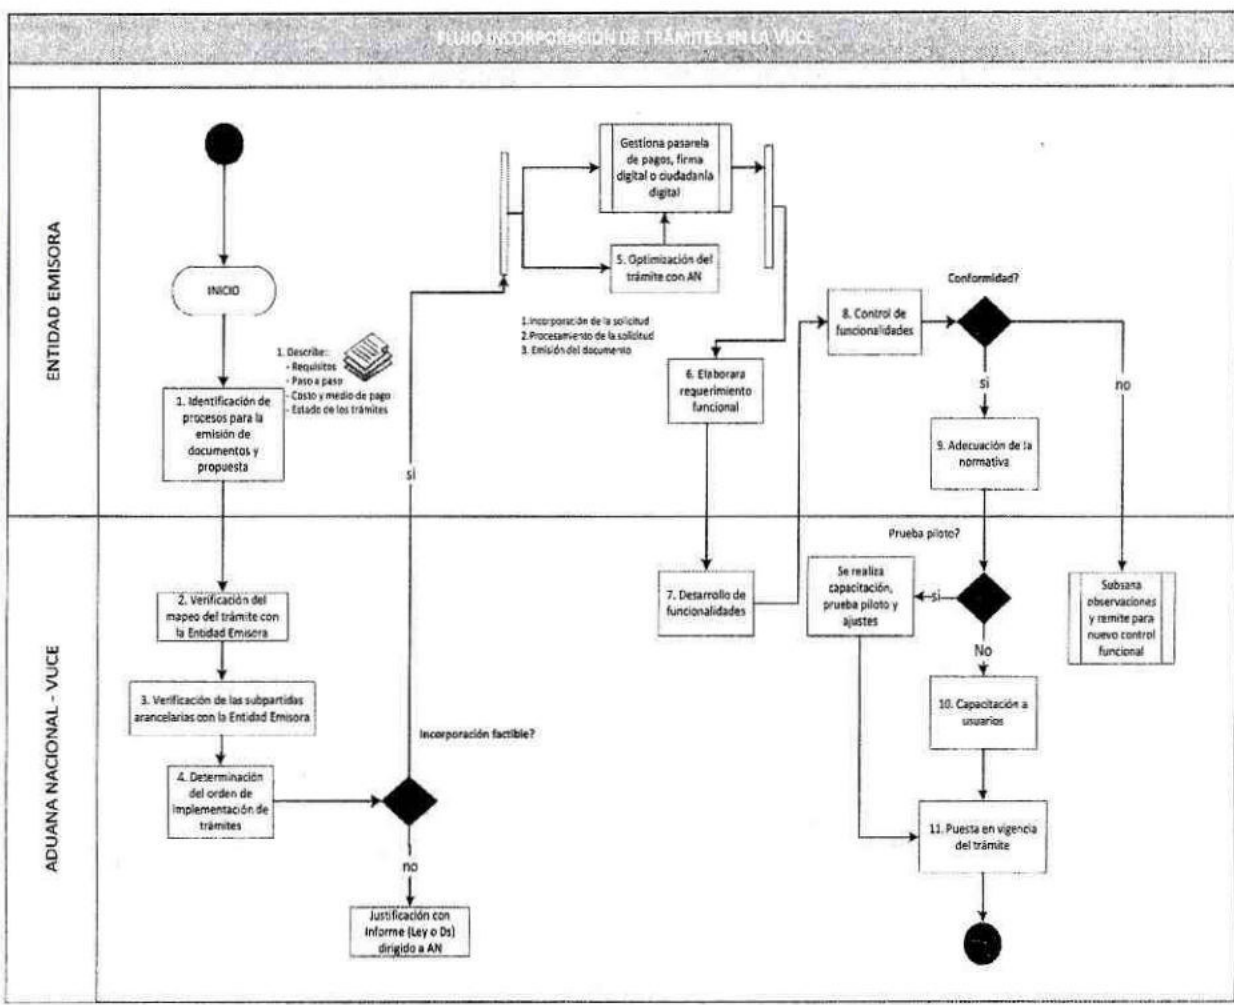 FLUJO INCORPORACIÓN DE TRÁMITES EN LA VUCE
ENTIDAD EMISORA
INICIO
1. Describe:
- Requisitos
- Paso a paso
- Costo y medio de pago
- Estado de los trámites
1. Identificación de
procesos para la
emisión de
documentos y
propuesta
si
Gestiona pasarela
de pagos, firma
digital o ciudadanía
digital
5. Optimización del
trámite con AN
1.Incorporación de la solicitud
2.Procesamiento de la solicitud
3. Emisión del documento
6. Elaborara
requerimiento
funcional
8. Control de
funcionalidades
Conformidad?
si
no
9. Adecuación de la
normativa
ADUANA NACIONAL - VUCE
2. Verificación del
mapeo del trámite con
la Entidad Emisora
3. Verificación de las subpartidas
arancelarias con la Entidad Emisora
4. Determinación
del orden de
implementación de
trámites
Incorporación factible?
no
Justificación con
Informe (Ley o Ds)
dirigido a AN
7. Desarrollo de
funcionalidades
Prueba piloto?
Se realiza
capacitación,
prueba piloto y
ajustes
si
No
Subsana
observaciones
y remite para
nuevo control
funcional
10. Capacitación a
usuarios
11. Puesta en vigencia
del trámite